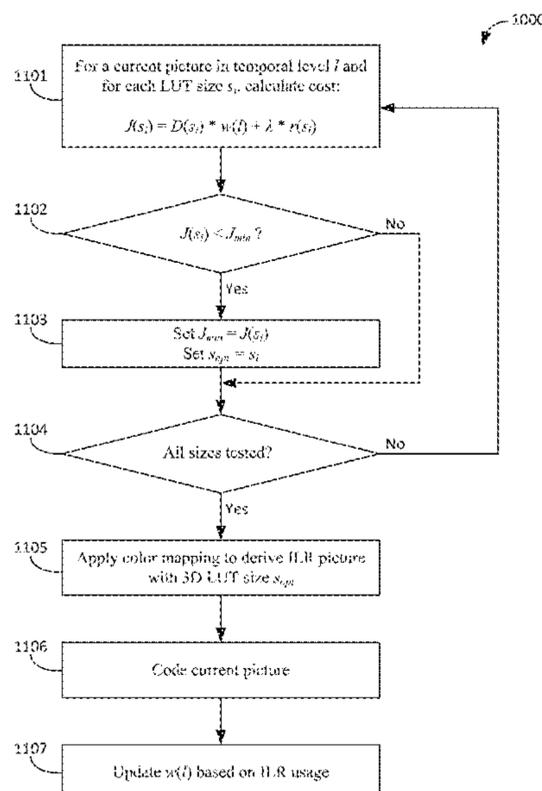 1000
1101
For a current picture in temporal level l and
for each LUT size sᵢ, calculate cost:
J(sᵢ) = D(sᵢ) * w(l) + λ * r(sᵢ)
1102
J(sᵢ) < Jₘᵢₙ ?
No
Yes
1103
Set Jₘᵢₙ = J(sᵢ)
Set sₒₚₜ = sᵢ
1104
All sizes tested?
No
Yes
1105
Apply color mapping to derive ILR picture
with 3D LUT size sₒₚₜ
1106
Code current picture
1107
Update w(l) based on ILR usage